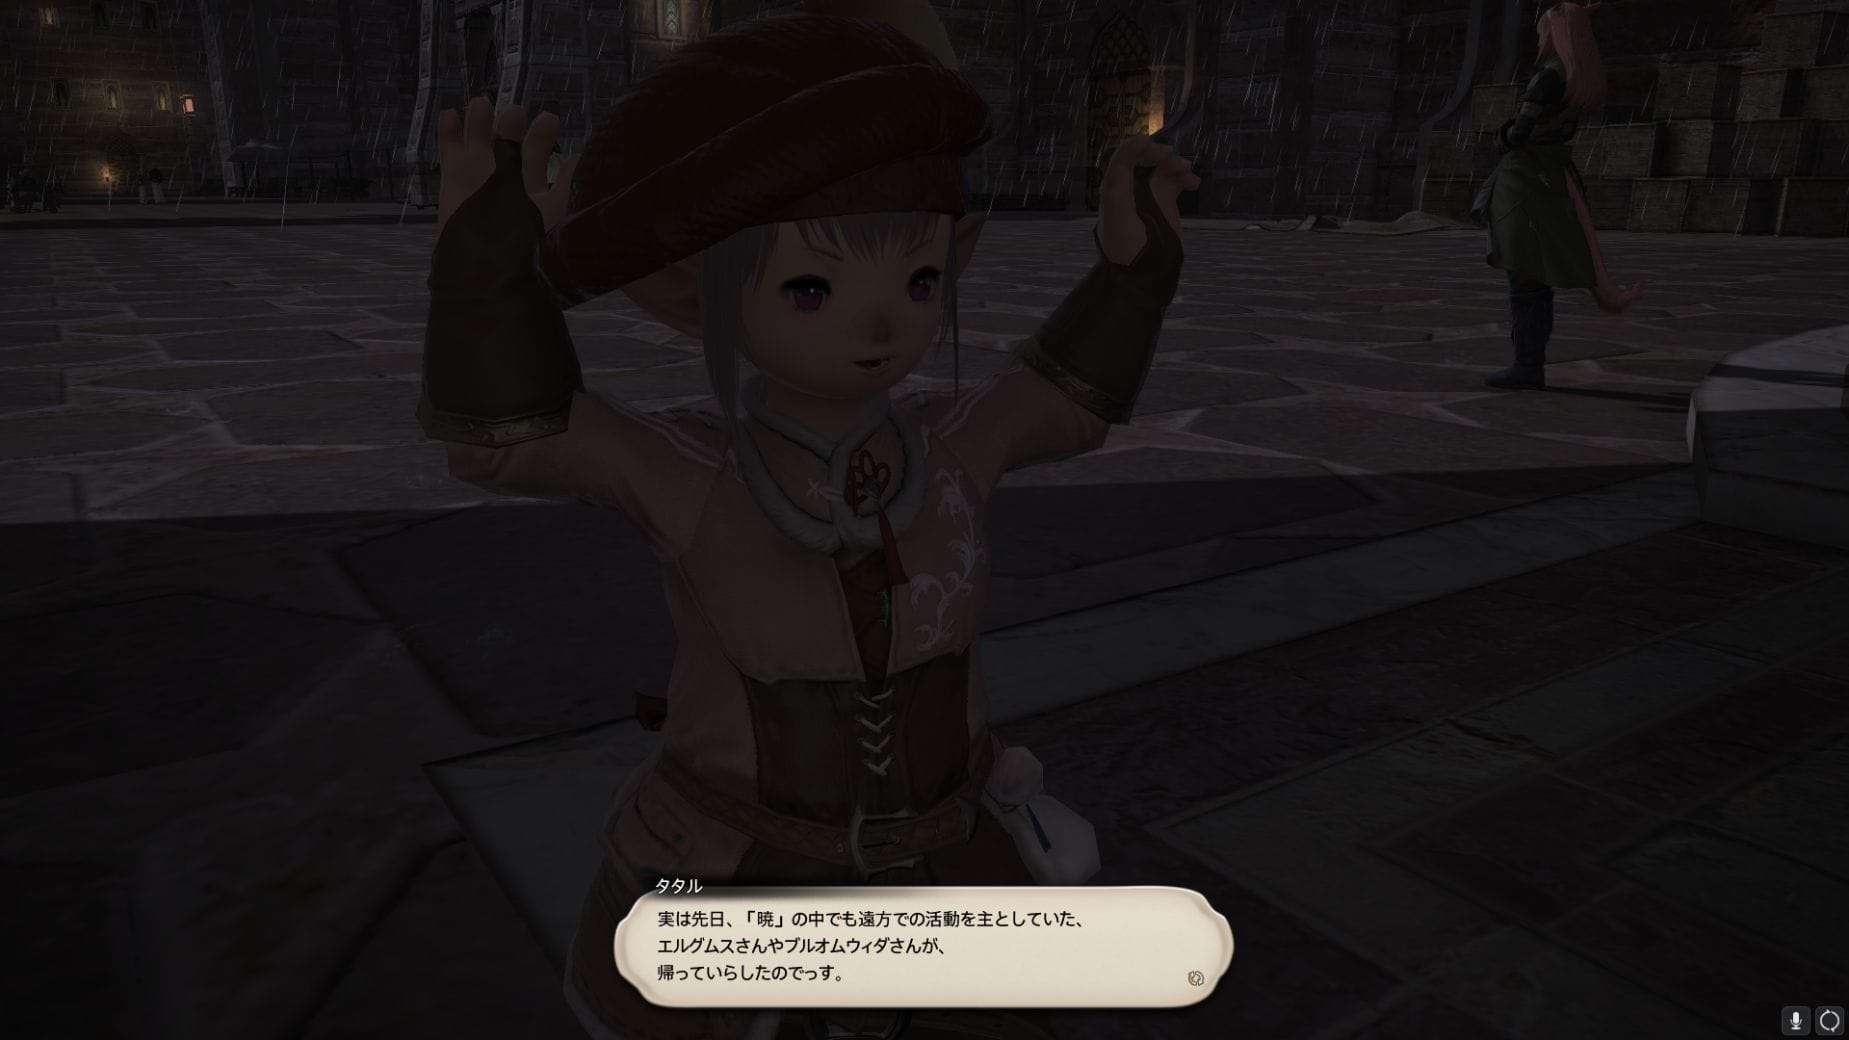 タタル
実は先日、「暁」の中でも遠方での活動を主としていた、
エルグムスさんやブルオムウィダさんが、
帰っていらしたのでっす。